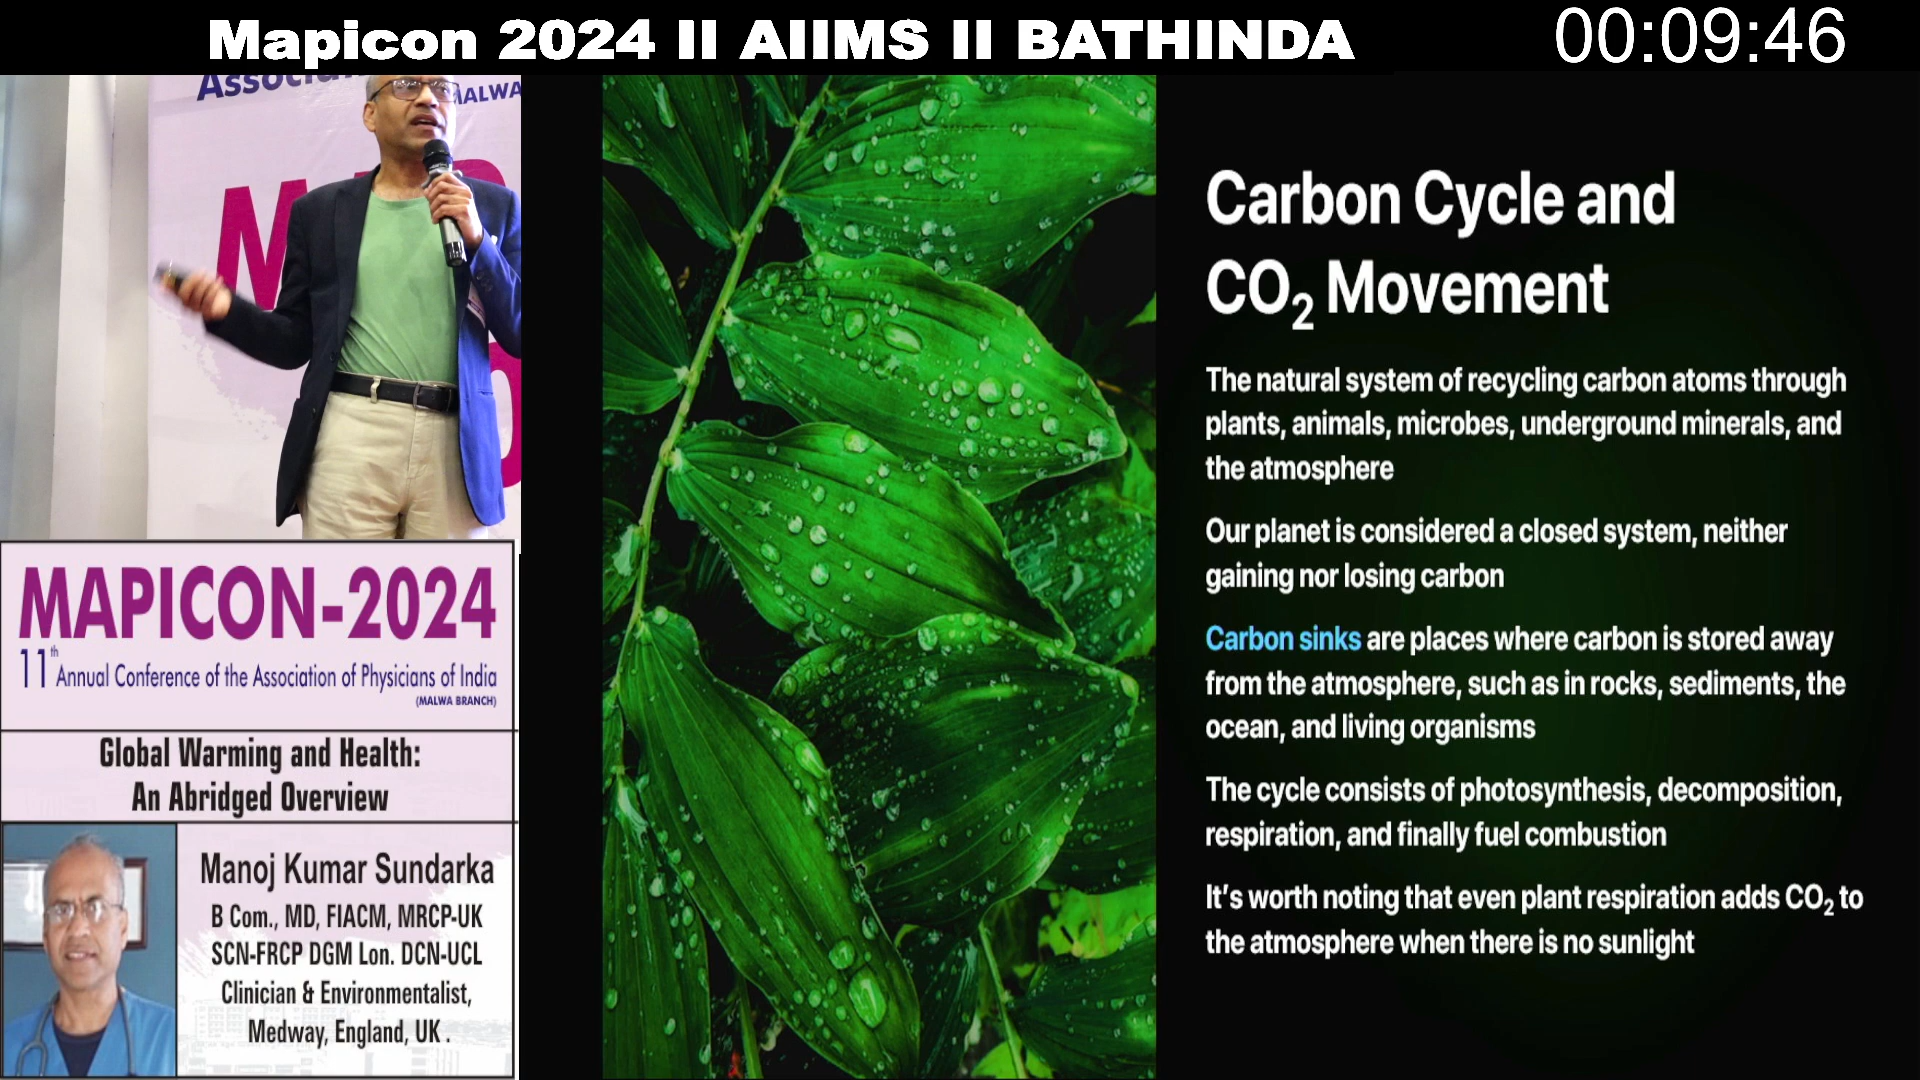 Mapicon 2024 II AIIMS II BATHINDA
00:09:46
MALWA
MAPICON-2024
11th Annual Conference of the Association of Physicians of India
(MALWA BRANCH)
Global Warming and Health:
An Abridged Overview
Manoj Kumar Sundarka
B Com., MD, FIACM, MRCP-UK
SCN-FRCP DGM Lon. DCN-UCL
Clinician & Environmentalist,
Medway, England, UK .
Carbon Cycle and
CO₂ Movement
The natural system of recycling carbon atoms through
plants, animals, microbes, underground minerals, and
the atmosphere
Our planet is considered a closed system, neither
gaining nor losing carbon
Carbon sinks are places where carbon is stored away
from the atmosphere, such as in rocks, sediments, the
ocean, and living organisms
The cycle consists of photosynthesis, decomposition,
respiration, and finally fuel combustion
It’s worth noting that even plant respiration adds CO₂ to
the atmosphere when there is no sunlight